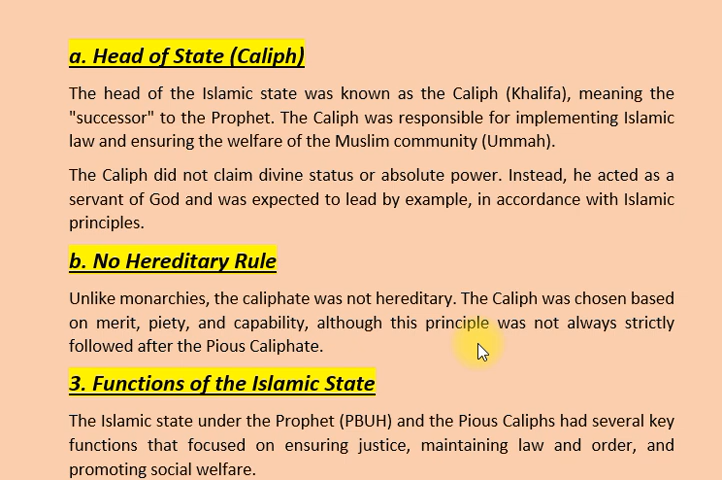 a. Head of State (Caliph)
The head of the Islamic state was known as the Caliph (Khalifa), meaning the
"successor" to the Prophet. The Caliph was responsible for implementing Islamic
law and ensuring the welfare of the Muslim community (Ummah).
The Caliph did not claim divine status or absolute power. Instead, he acted as a
servant of God and was expected to lead by example, in accordance with Islamic
principles.
b. No Hereditary Rule
Unlike monarchies, the caliphate was not hereditary. The Caliph was chosen based
on merit, piety, and capability, although this principle was not always strictly
followed after the Pious Caliphate.
3. Functions of the Islamic State
The Islamic state under the Prophet (PBUH) and the Pious Caliphs had several key
functions that focused on ensuring justice, maintaining law and order, and
promoting social welfare.